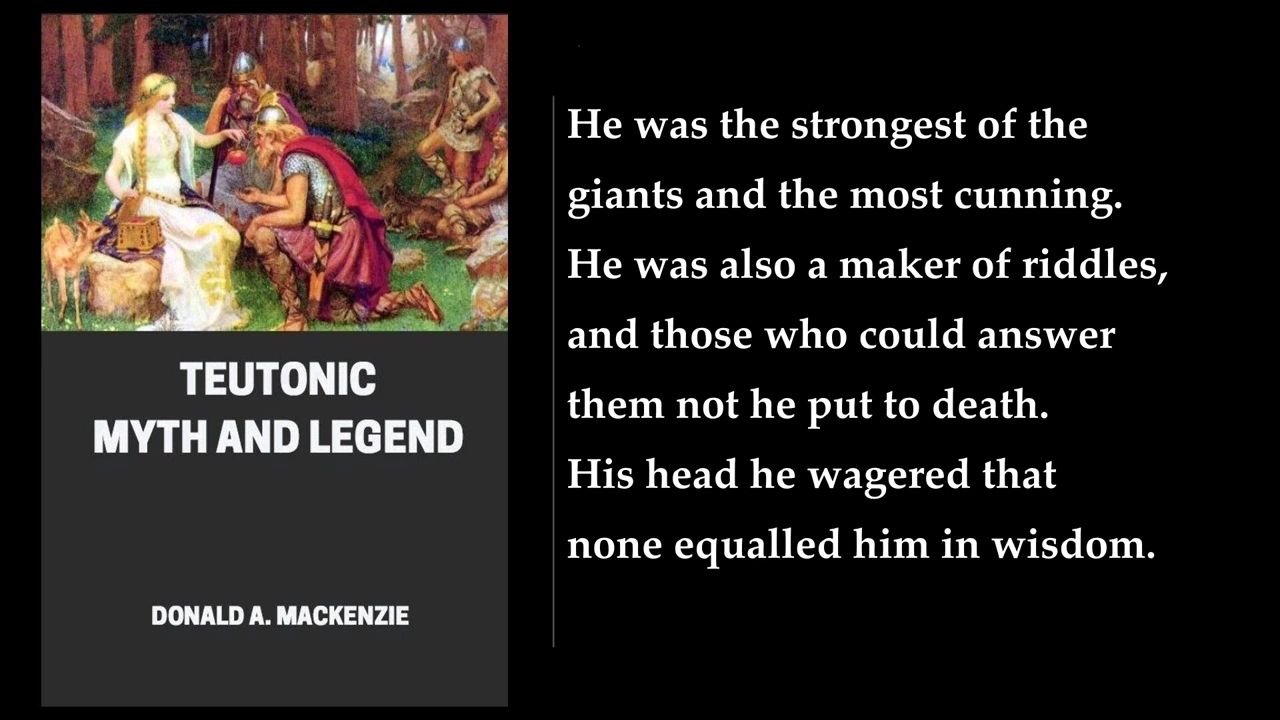 TEUTONIC
MYTH AND LEGEND
DONALD A. MACKENZIE
He was the strongest of the
giants and the most cunning.
He was also a maker of riddles,
and those who could answer
them not he put to death.
His head he wagered that
none equalled him in wisdom.